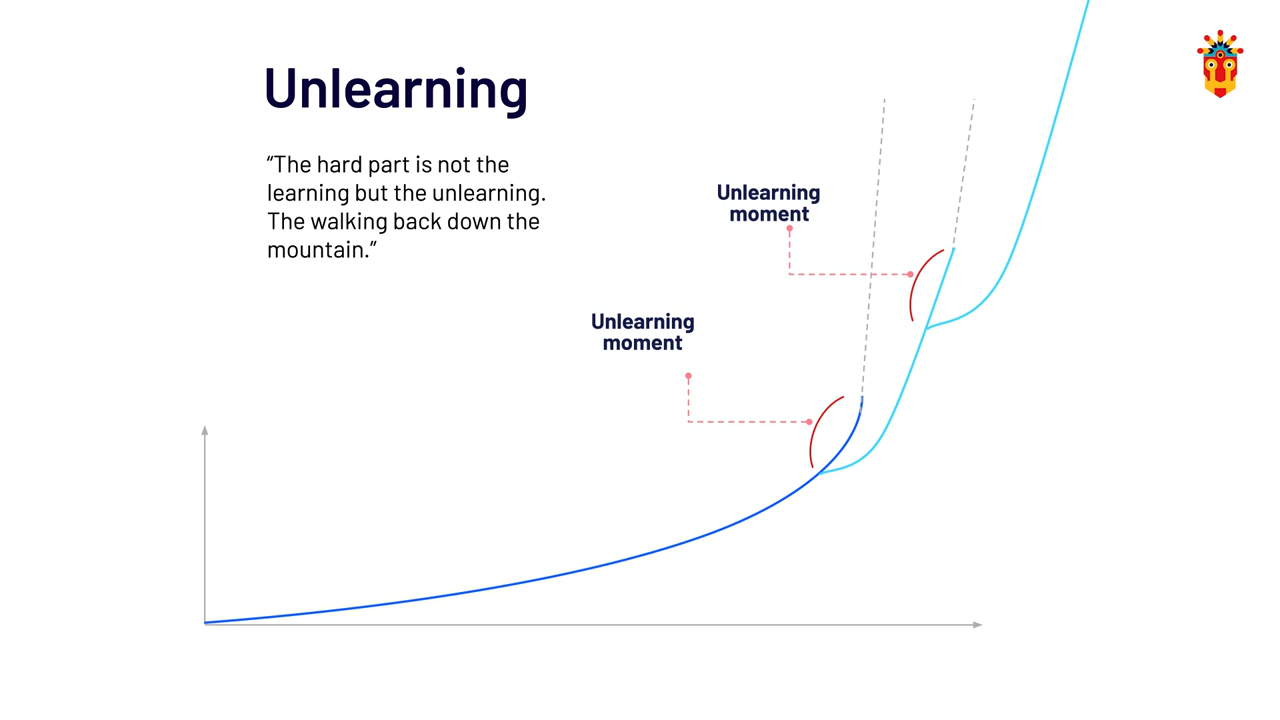 Unlearning
“The hard part is not the
learning but the unlearning.
The walking back down the
mountain.”
Unlearning
moment
Unlearning
moment